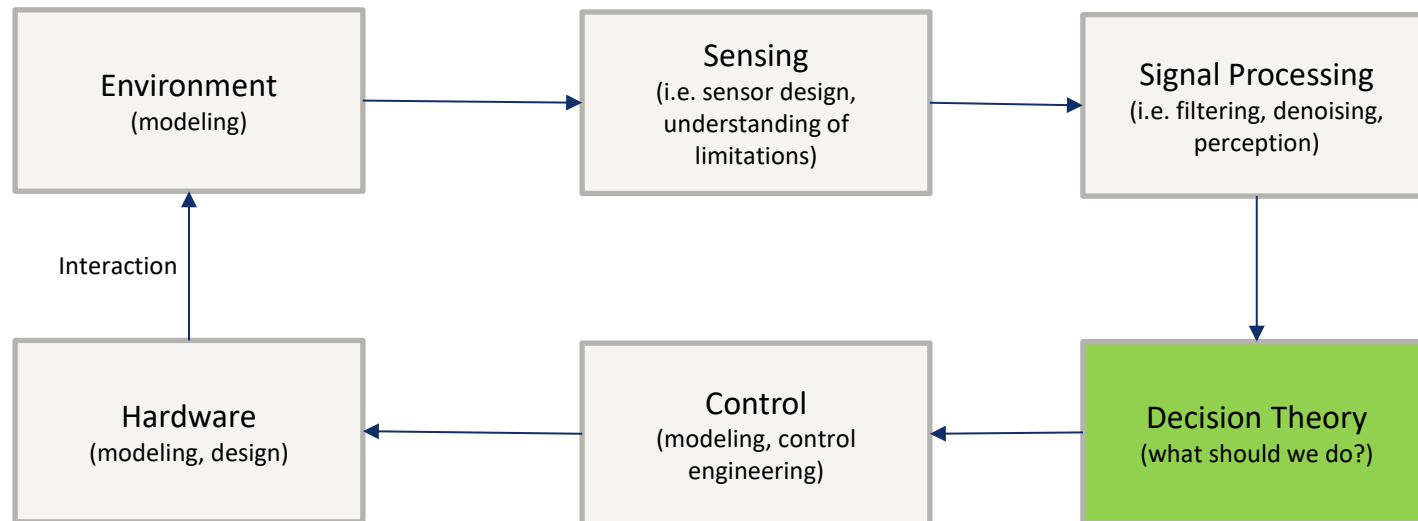 Environment
(modeling)
Sensing
(i.e. sensor design,
understanding of
limitations)
Signal Processing
(i.e. filtering, denoising,
perception)
Interaction
Hardware
(modeling, design)
Control
(modeling, control
engineering)
Decision Theory
(what should we do?)